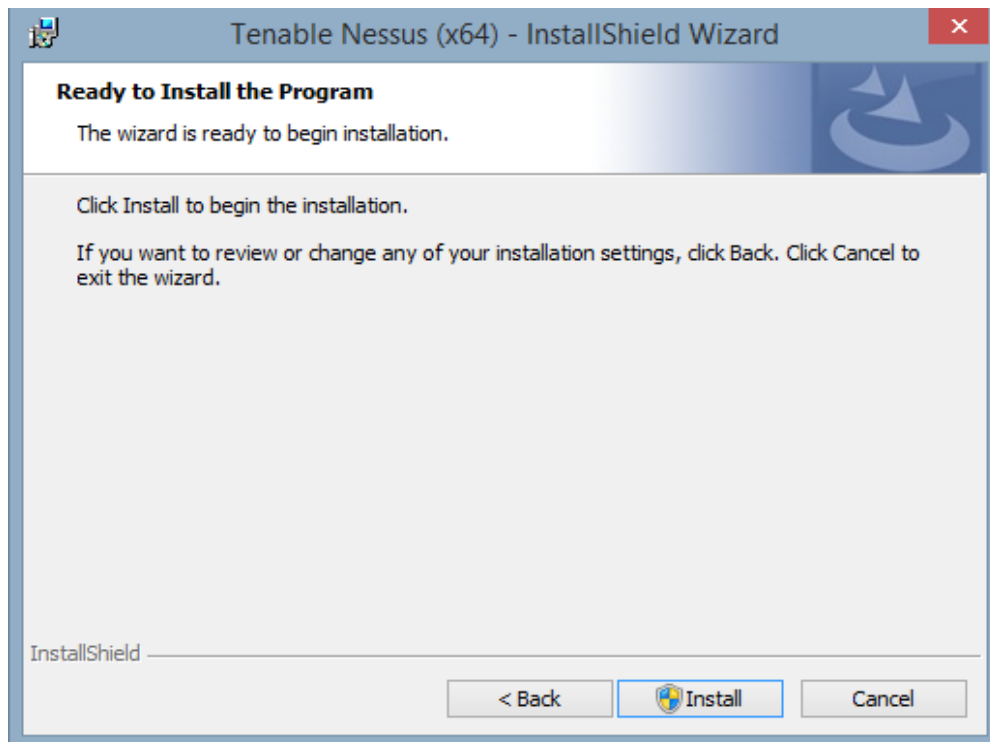 Tenable Nessus (x64) - InstallShield Wizard
Ready to Install the Program
The wizard is ready to begin installation.
Click Install to begin the installation.
If you want to review or change any of your installation settings, click Back. Click Cancel to
exit the wizard.
InstallShield
< Back Install Cancel